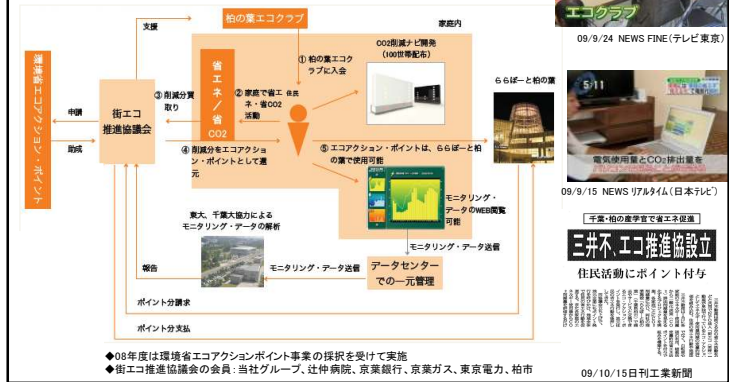 支援
柏の葉エコクラブ
家庭内
環境省エコアクション・ポイント
申請
助成
街エコ
推進協議会
③削減分買
取り
省エネ/省CO2
①柏の葉エコク
ラブに入会
②家庭で省エ
ネ・省CO2
活動
住民
CO2削減ナビ開発
(100世帯配布)
ららぽーと柏の葉
④削減分をエコアクショ
ン・ポイントとして還
元
⑤エコアクション・ポイントは、ららぽーと柏
の葉で使用可能
モニタリング・
データのWEB閲覧
可能
東大、千葉大協力による
モニタリング・データの解析
モニタリング・データ送信
報告
モニタリング・データ送信
データセンター
での一元管理
ポイント分請求
ポイント分支払
◆08年度は環境省エコアクションポイント事業の採択を受けて実施
◆街エコ推進協議会の会員:当社グループ、辻仲病院、京葉銀行、京葉ガス、東京電力、柏市
エコクラブ
09/9/24 NEWS FINE(テレビ東京)
5:11
電気使用量とCO2排出量を
09/9/15 NEWS リアルタイム(日本テレビ)
千葉・柏の産学官で省エネ促進
三井不、エコ推進協設立
住民活動にポイント付与
09/10/15日刊工業新聞